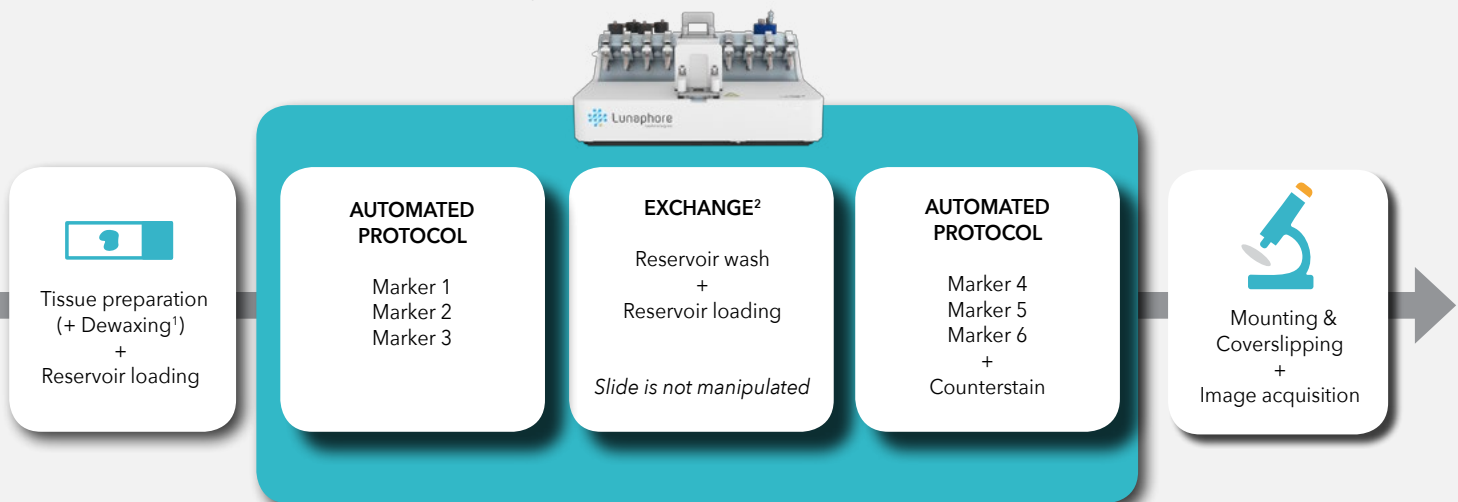 Lunaphore
Tissue preparation
(+ Dewaxing¹)
+
Reservoir loading
AUTOMATED
PROTOCOL
Marker 1
Marker 2
Marker 3
EXCHANGE²
Reservoir wash
+
Reservoir loading
Slide is not manipulated
AUTOMATED
PROTOCOL
Marker 4
Marker 5
Marker 6
+
Counterstain
Mounting &
Coverslipping
+
Image acquisition